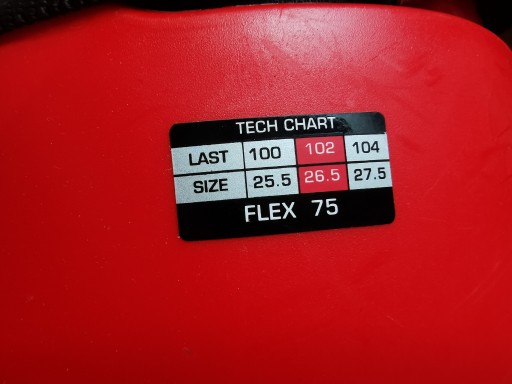 TECH CHART
LAST 100 102 104
SIZE 25.5 26.5 27.5
FLEX 75